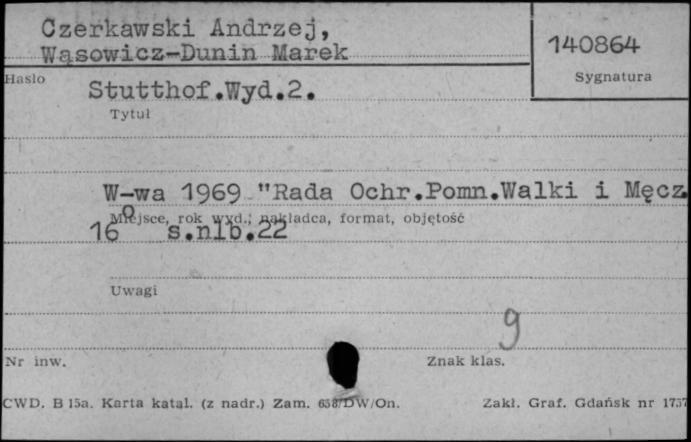 Czerkawski Andrzej,
Wąsowicz-Dunin Marek
140864
Hasło
Sygnatura
Stutthof.Wyd.2.
Tytuł
W-wa 1969 "Rada Ochr.Pomn.Walki i Męcz.
Miejsce, rok wyd., nakładca, format, objętość
16° s.nlb.22
Uwagi
9
Nr inw.
Znak klas.
CWD. B 15a. Karta katal. (z nadr.) Zam. 658/DW/On.
Zakł. Graf. Gdańsk nr 1757